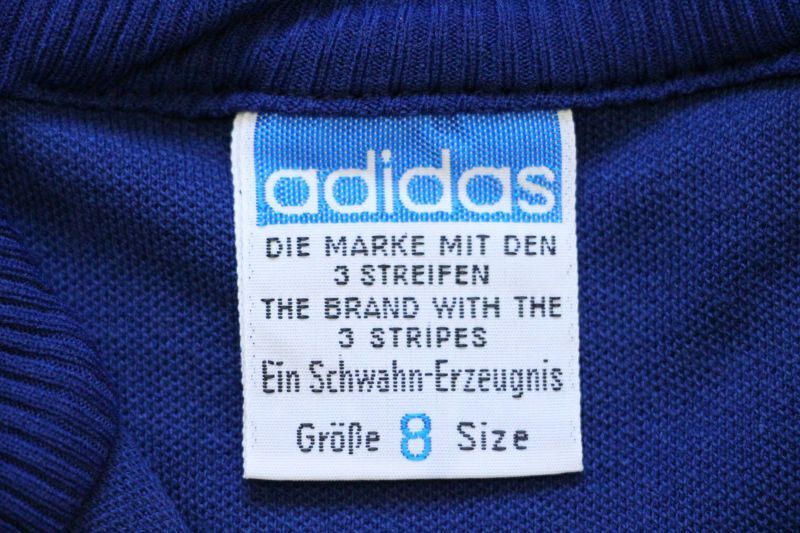 adidas
DIE MARKE MIT DEN
3 STREIFEN
THE BRAND WITH THE
3 STRIPES
Ein Schwahn-Erzeugnis
Größe 8 Size